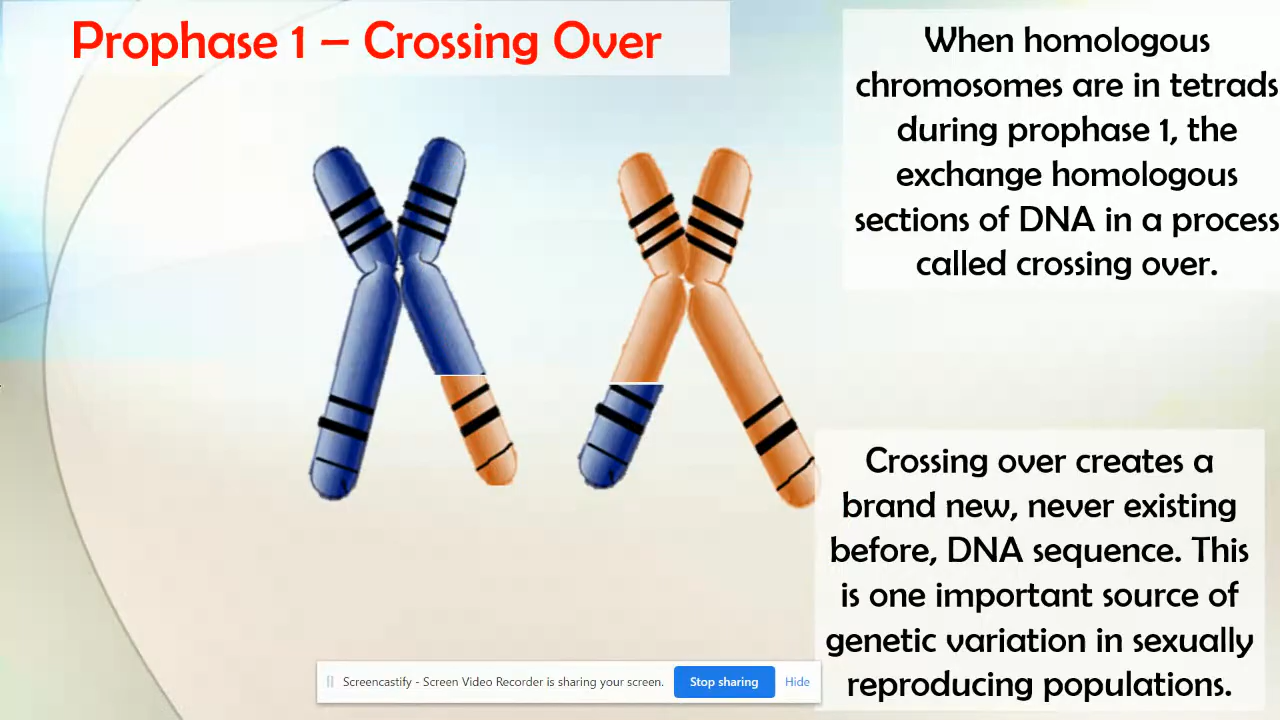 Prophase 1 – Crossing Over
When homologous
chromosomes are in tetrads
during prophase 1, the
exchange homologous
sections of DNA in a process
called crossing over.
Crossing over creates a
brand new, never existing
before, DNA sequence. This
is one important source of
genetic variation in sexually
reproducing populations.
Screencastify - Screen Video Recorder is sharing your screen. Stop sharing Hide